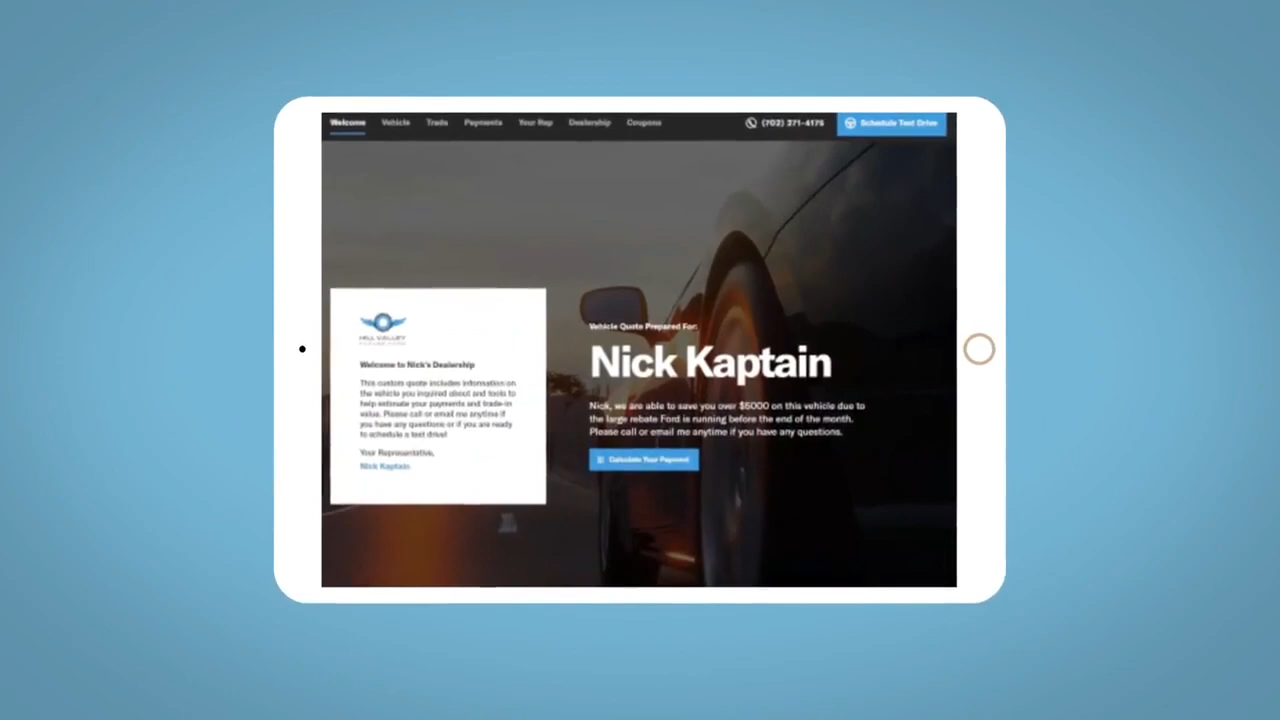 Welcome Vehicle Trade Payments Your Rep Dealership Coupons (702) 371-4175 Schedule Test Drive
HILL VALLEY
Welcome to Nick's Dealership
This custom quote includes information on
the vehicle you inquired about and tools to
help estimate your payments and trade-in
value. Please call or email me anytime if
you have any questions or if you are ready
to schedule a test drive!
Your Representative,
Nick Kaptain
Vehicle Quote Prepared For:
Nick Kaptain
Nick, we are able to save you over $5000 on this vehicle due to
the large rebate Ford is running before the end of the month.
Please call or email me anytime if you have any questions.
Calculate Your Payment